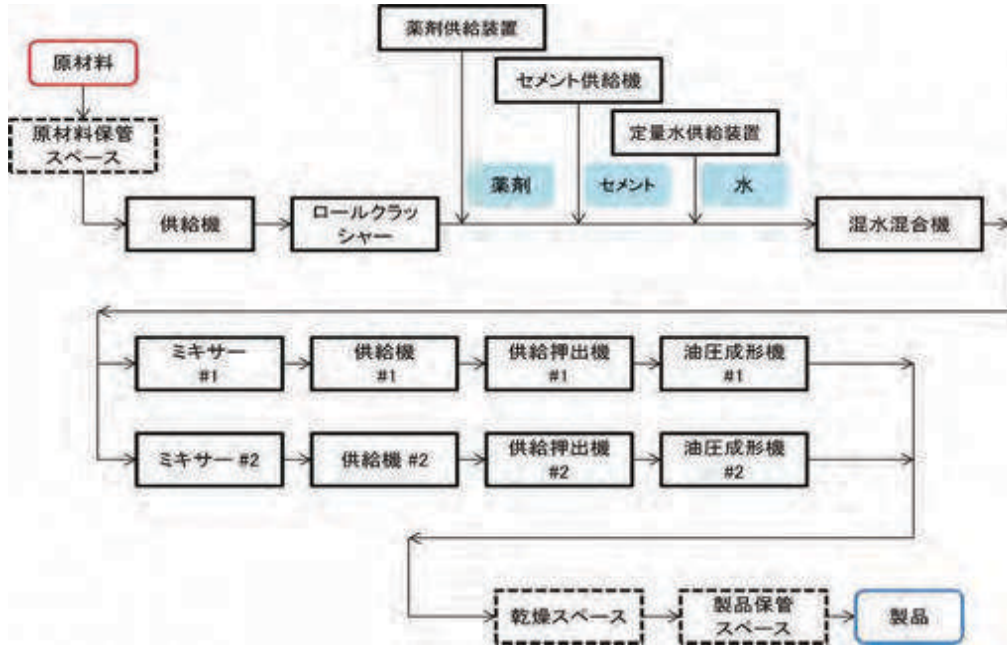 薬剤供給装置
原材料
セメント供給機
原材料保管
スペース
定量水供給装置
薬剤
セメント
水
供給機
ロールクラッ
シャー
混水混合機
ミキサー
#1
供給機
#1
供給押出機
#1
油圧成形機
#1
ミキサー #2
供給機 #2
供給押出機
#2
油圧成形機
#2
乾燥スペース
製品保管
スペース
製品